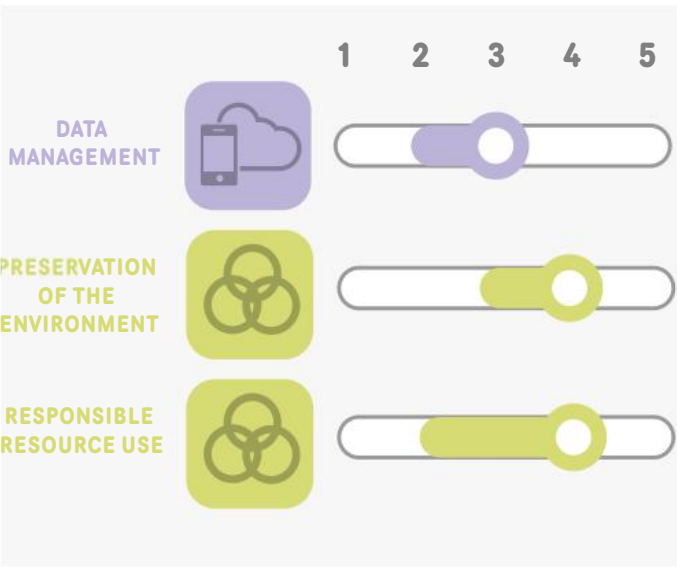 1 2 3 4 5
DATA
MANAGEMENT
PRESERVATION
OF THE
ENVIRONMENT
RESPONSIBLE
RESOURCE USE